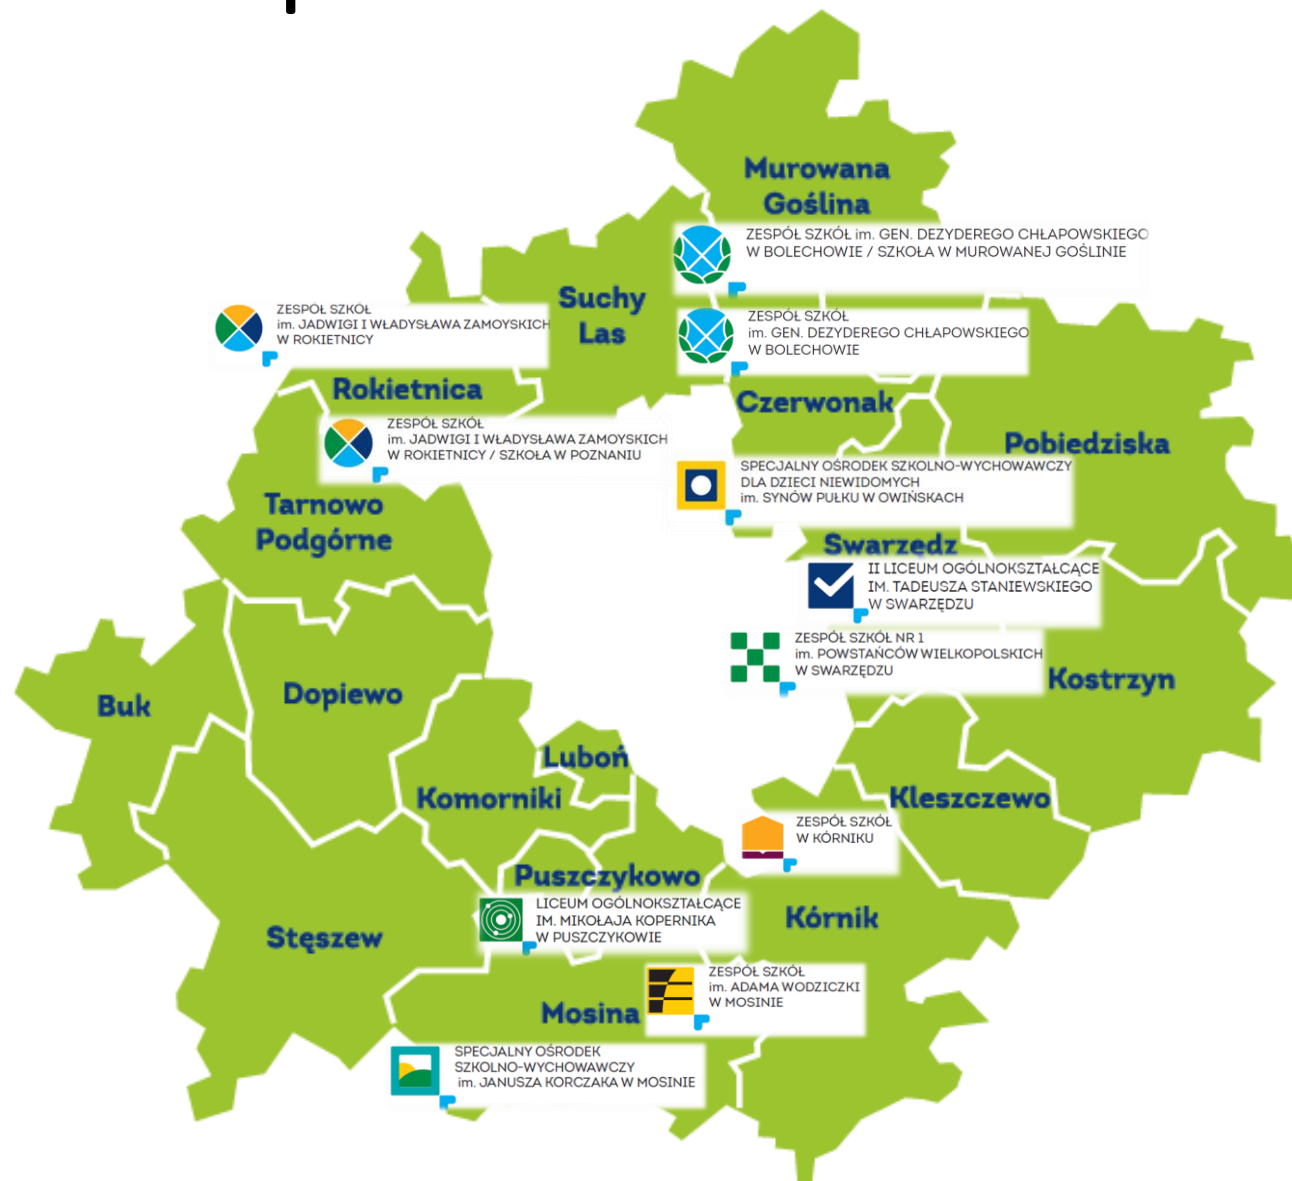 Murowana
Goślina
ZESPÓŁ SZKÓŁ im. GEN. DEZYDEREGO CHŁAPOWSKIEGO
W BOLECHOWIE / SZKOŁA W MUROWANEJ GOŚLINIE
Suchy
Las
ZESPÓŁ SZKÓŁ
im. JADWIGI I WŁADYSŁAWA ZAMOYSKICH
W ROKIETNICY
ZESPÓŁ SZKÓŁ
im. GEN. DEZYDEREGO CHŁAPOWSKIEGO
W BOLECHOWIE
Rokietnica
Czerwonak
ZESPÓŁ SZKÓŁ
im. JADWIGI I WŁADYSŁAWA ZAMOYSKICH
W ROKIETNICY / SZKOŁA W POZNANIU
Pobiedziska
SPECJALNY OŚRODEK SZKOLNO-WYCHOWAWCZY
DLA DZIECI NIEWIDOMYCH
im. SYNÓW PUŁKU W OWIŃSKACH
Tarnowo
Podgórne
Swarzędz
II LICEUM OGÓLNOKSZTAŁCĄCE
IM. TADEUSZA STANIEWSKIEGO
W SWARZĘDZU
ZESPÓŁ SZKÓŁ NR 1
im. POWSTAŃCÓW WIELKOPOLSKICH
W SWARZĘDZU
Kostrzyn
Buk
Dopiewo
Luboń
Komorniki
Kleszczewo
ZESPÓŁ SZKÓŁ
W KÓRNIKU
Puszczykowo
LICEUM OGÓLNOKSZTAŁCĄCE
IM. MIKOŁAJA KOPERNIKA
W PUSZCZYKOWIE
Kórnik
Stęszew
ZESPÓŁ SZKÓŁ
im. ADAMA WODZICZKI
W MOSINIE
Mosina
SPECJALNY OŚRODEK
SZKOLNO-WYCHOWAWCZY
im. JANUSZA KORCZAKA W MOSINIE